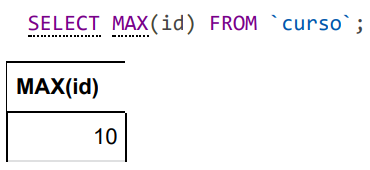 SELECT MAX(id) FROM `curso`;
MAX(id)
10